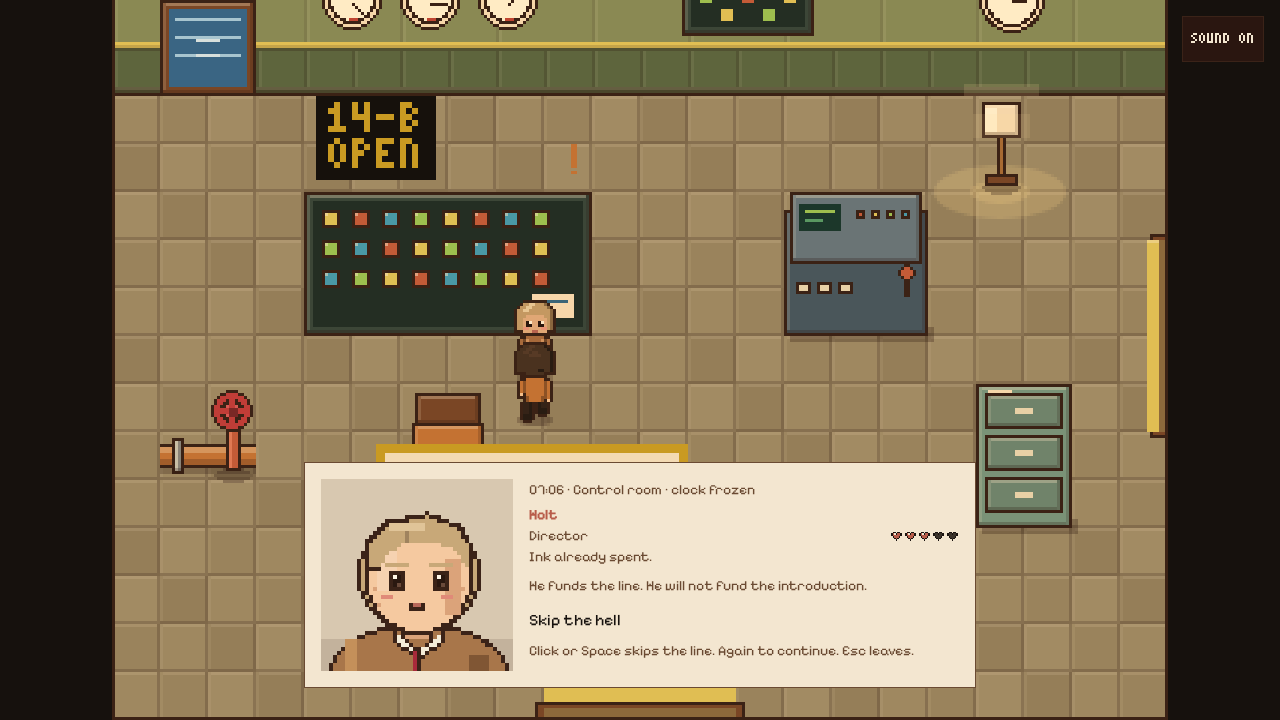 sound on
14-B
OPEN
07:06 · Control room · clock frozen
Holt
Director
Ink already spent.
He funds the line. He will not fund the introduction.
Skip the hell
Click or Space skips the line. Again to continue. Esc leaves.